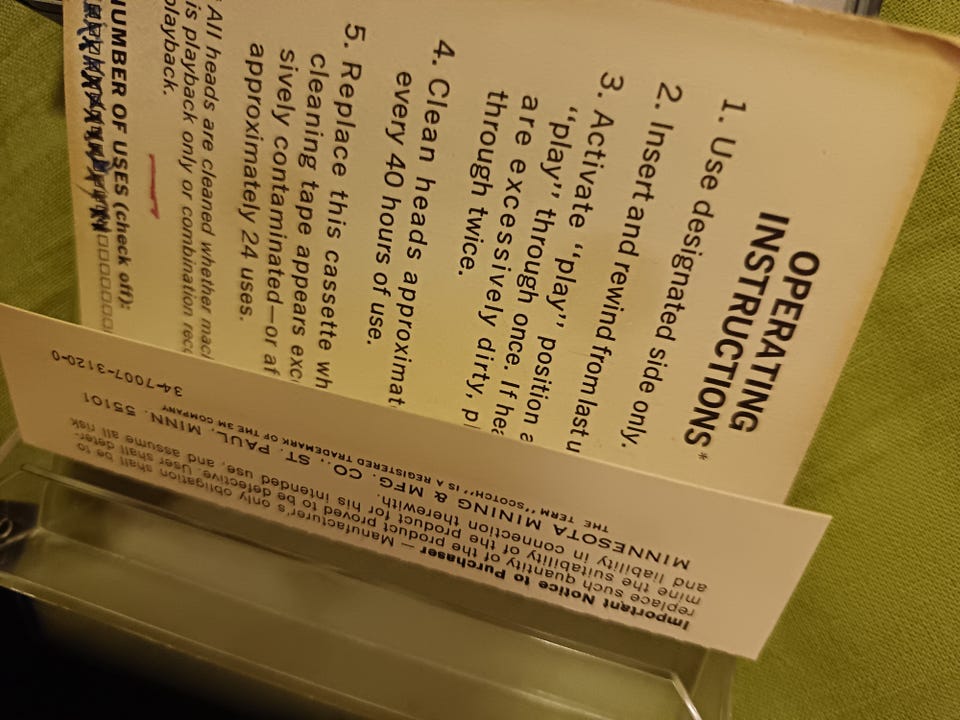 OPERATING
INSTRUCTIONS*
1. Use designated side only.
2. Insert and rewind from last u
3. Activate “play” position a
“play” through once. If hea
are excessively dirty, pl
through twice.
4. Clean heads approximat
every 40 hours of use.
5. Replace this cassette wh
cleaning tape appears exc
sively contaminated—or af
approximately 24 uses.
* All heads are cleaned whether mach
is playback only or combination reco
playback.
NUMBER OF USES (check off):
Important Notice to Purchaser — Manufacturer's only obligation shall be to
replace such quantity of the product proved to be defective. User shall deter-
mine the suitability of the product for his intended use, and assume all risk
and liability in connection therewith.
MINNESOTA MINING & MFG. CO., ST. PAUL, MINN. 55101
THE TERM "SCOTCH" IS A REGISTERED TRADEMARK OF THE 3M COMPANY
34-7007-3120-0